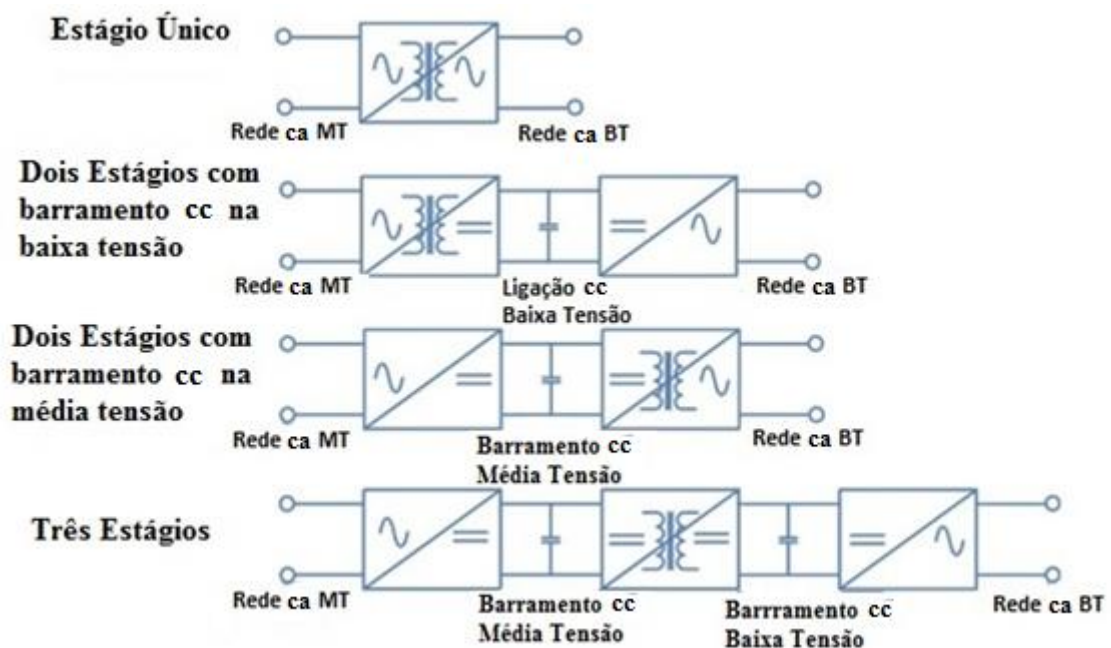 Estágio Único
Rede ca MT
Rede ca BT
Dois Estágios com
barramento cc na
baixa tensão
Rede ca MT
Ligação cc
Baixa Tensão
Rede ca BT
Dois Estágios com
barramento cc na
média tensão
Rede ca MT
Barramento cc
Média Tensão
Rede ca BT
Três Estágios
Rede ca MT
Barramento cc
Média Tensão
Barrramento cc
Baixa Tensão
Rede ca BT